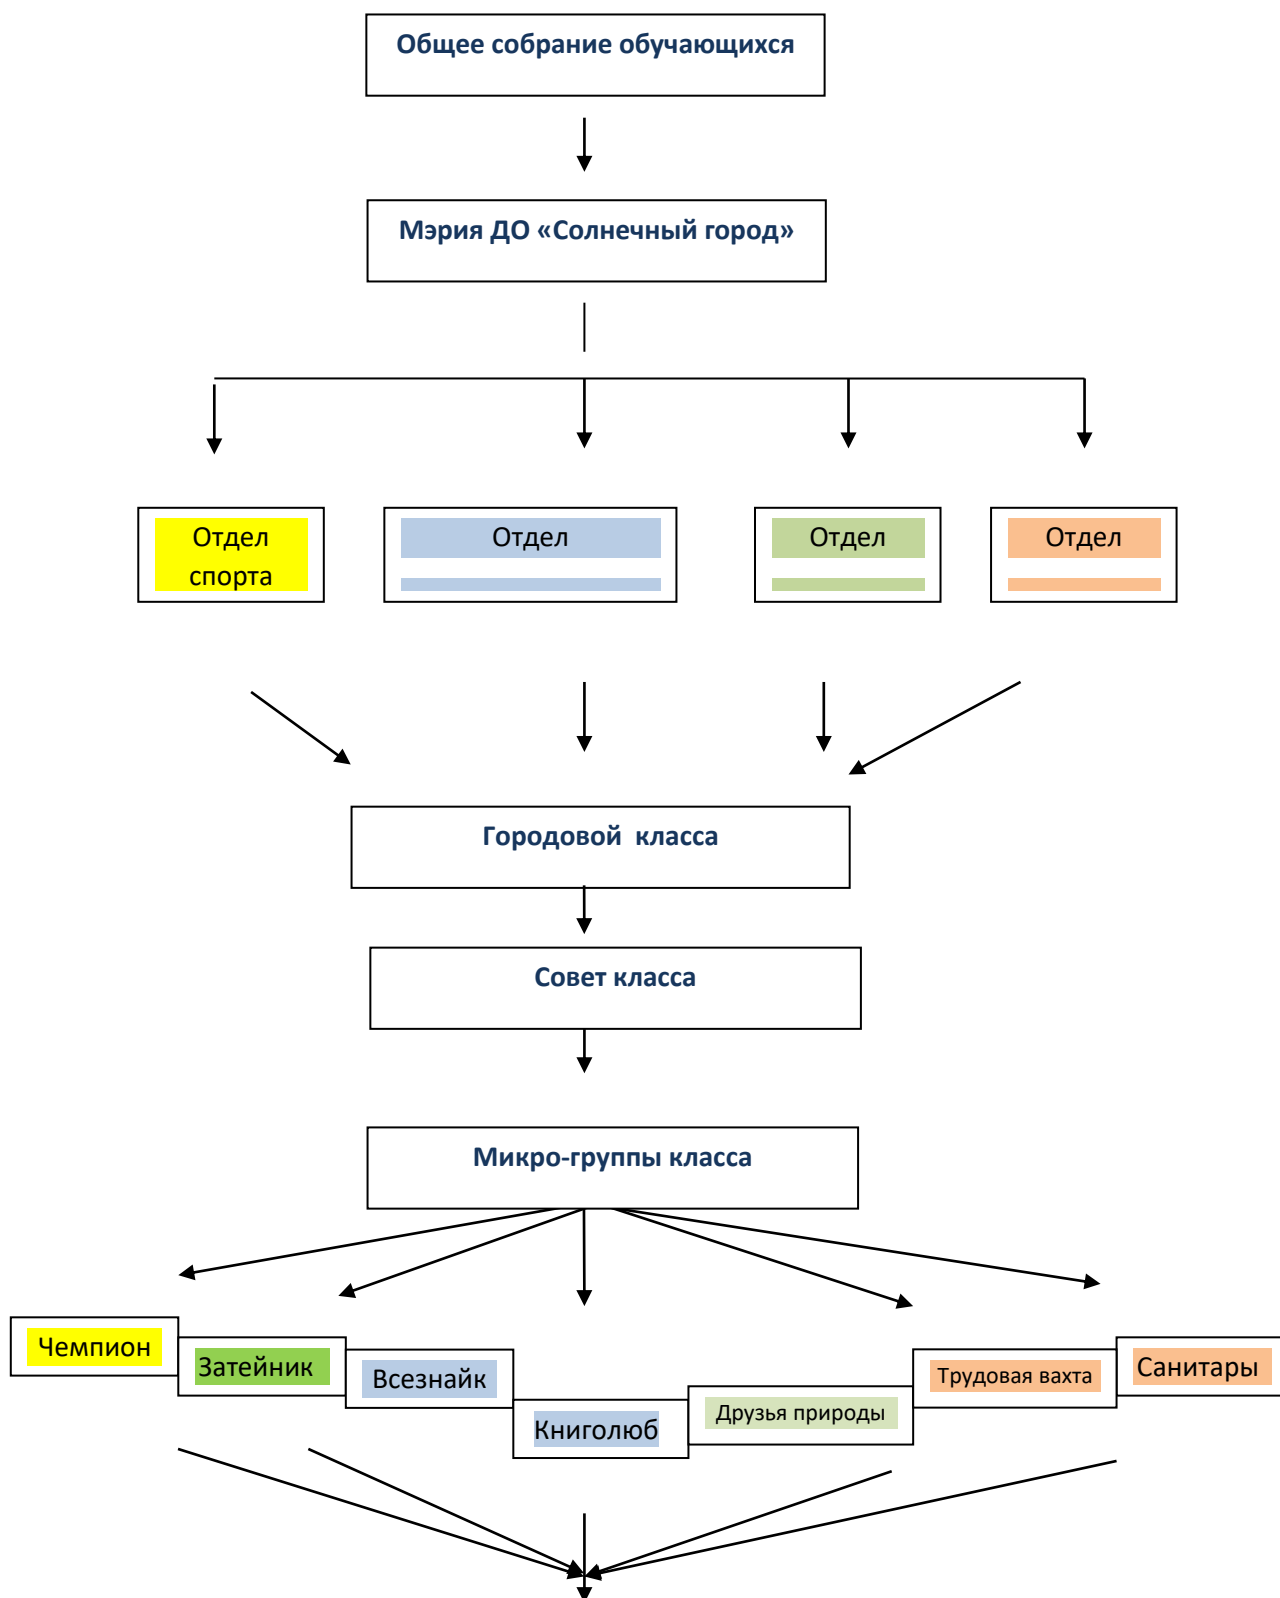 Общее собрание обучающихся
Мэрия ДО «Солнечный город»
Отдел
спорта
Отдел
Отдел
Отдел
Городовой класса
Совет класса
Микро-группы класса
Чемпион
Затейник
Всезнайк
Книголюб
Друзья природы
Трудовая вахта
Санитары